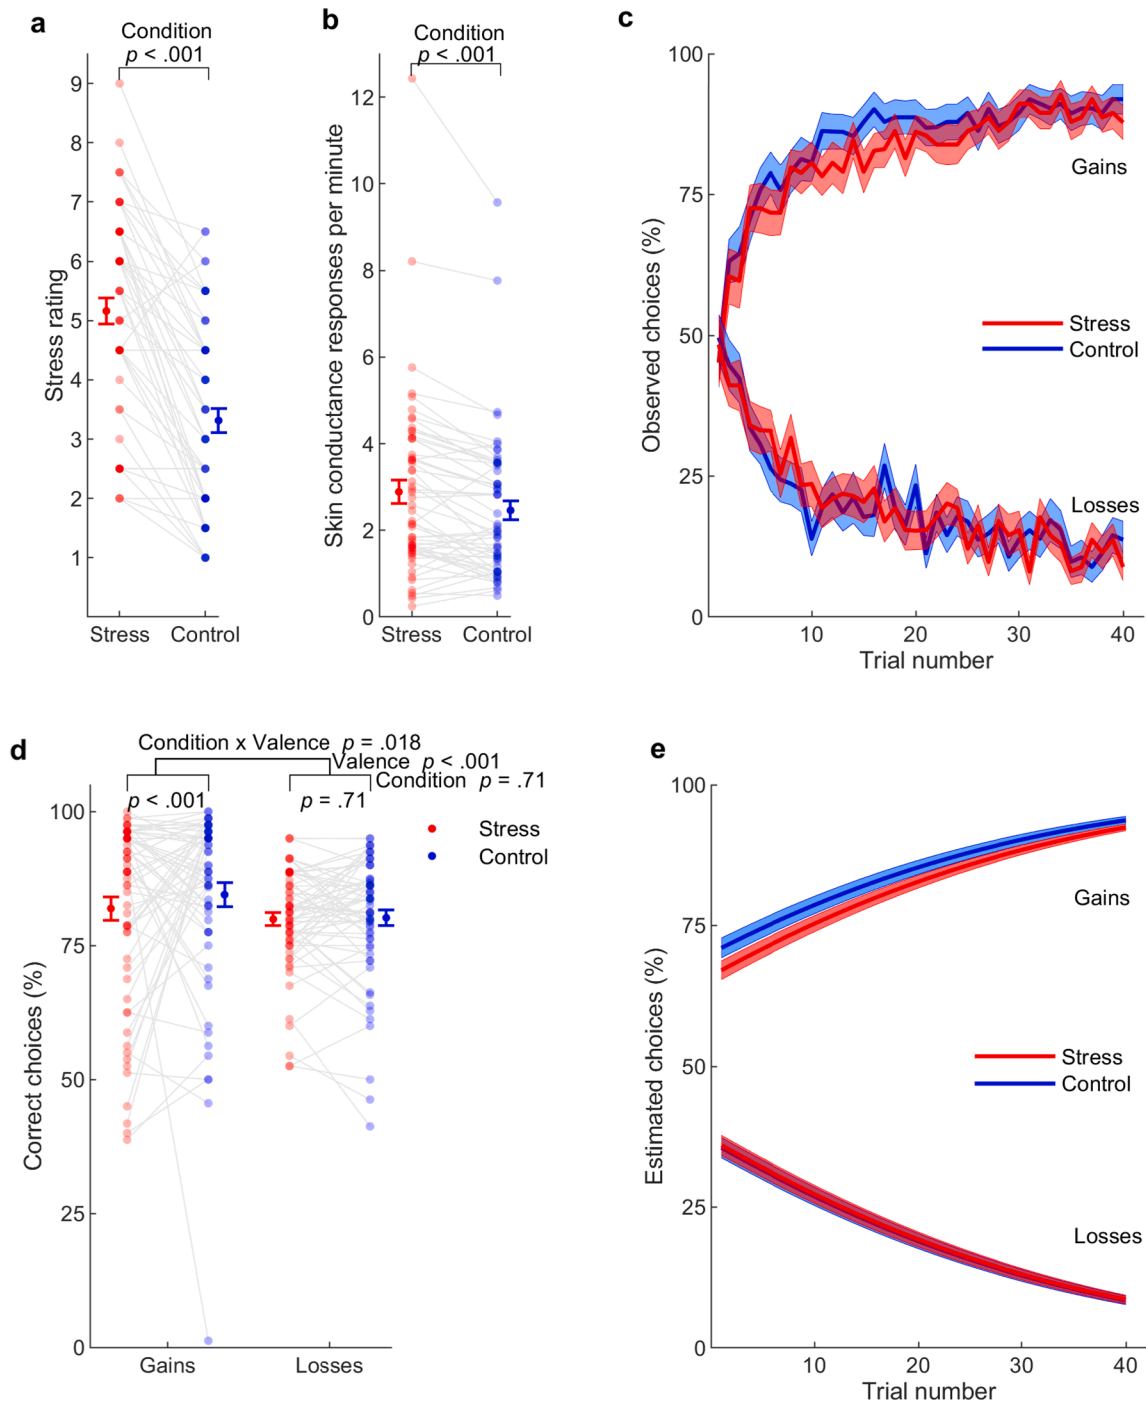 a
Condition
p < .001
Stress rating
9
8
7
6
5
4
3
2
1
Stress Control
b
Condition
p < .001
Skin conductance responses per minute
12
10
8
6
4
2
0
Stress Control
c
Observed choices (%)
100
75
50
25
0
Gains
Stress
Control
Losses
10 20 30 40
Trial number
d
Condition x Valence p = .018
Valence p < .001
Condition p = .71
p < .001
p = .71
Stress
Control
Correct choices (%)
100
75
50
25
0
Gains Losses
e
Estimated choices (%)
100
75
50
25
0
Gains
Stress
Control
Losses
10 20 30 40
Trial number